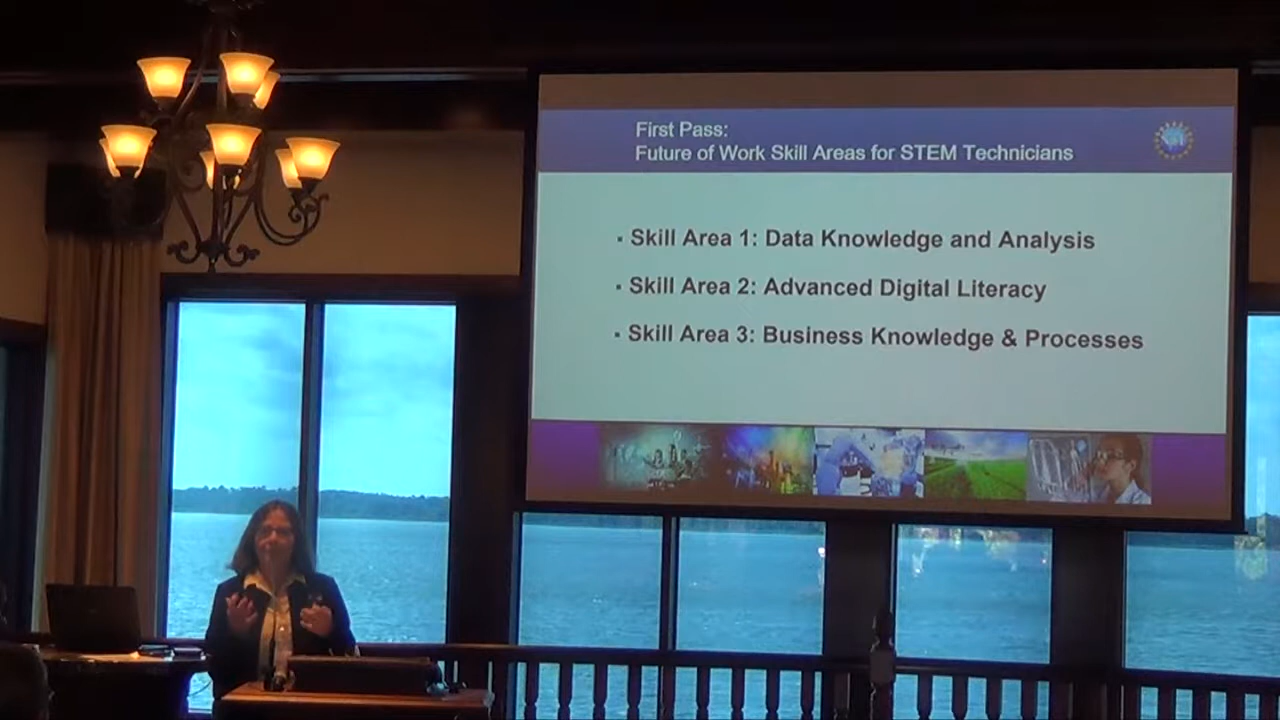 First Pass:
Future of Work Skill Areas for STEM Technicians
▪ Skill Area 1: Data Knowledge and Analysis
▪ Skill Area 2: Advanced Digital Literacy
▪ Skill Area 3: Business Knowledge & Processes